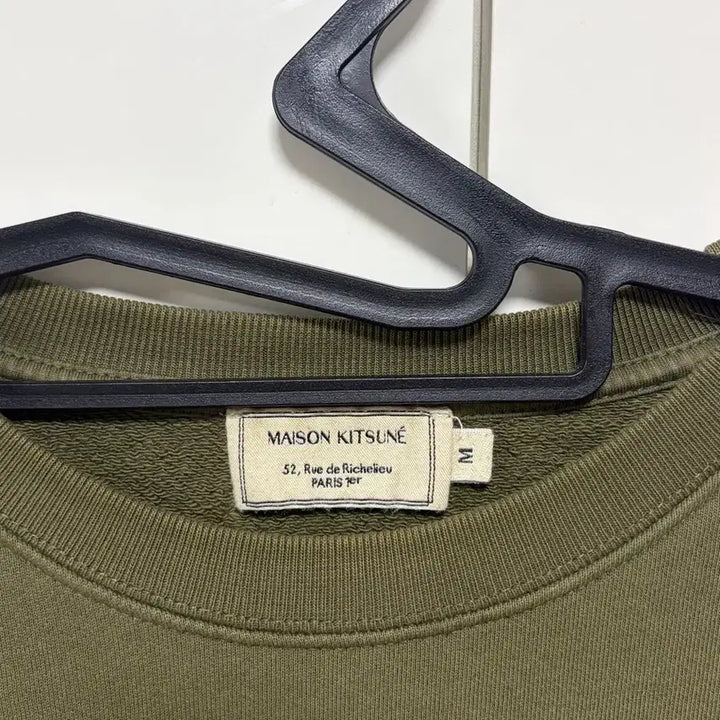 MAISON KITSUNÉ
52, Rue de Richelieu
PARIS 1er
M